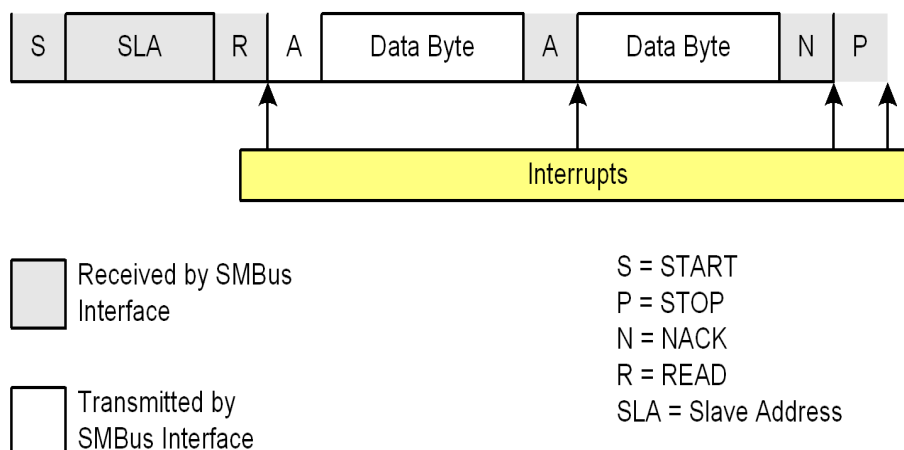 S SLA R A Data Byte A Data Byte N P
Interrupts
Received by SMBus
Interface
Transmitted by
SMBus Interface
S = START
P = STOP
N = NACK
R = READ
SLA = Slave Address